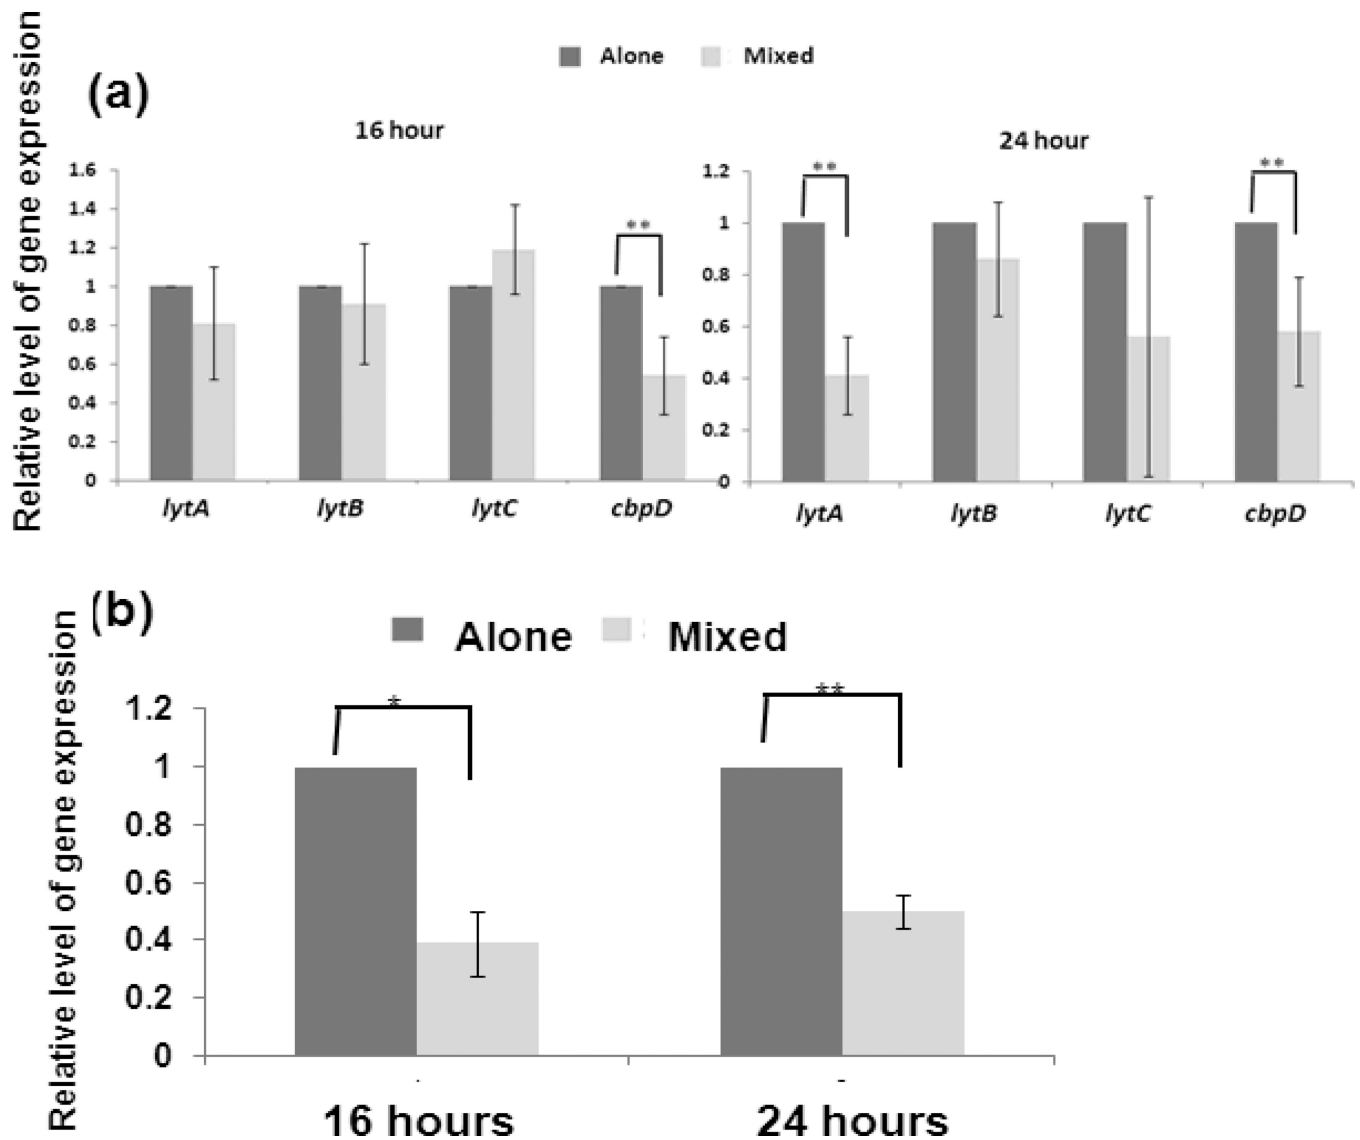 Relative level of gene expression
Alone Mixed
(a)
16 hour
1.6
1.4
1.2
1
0.8
0.6
0.4
0.2
0
**
lytA lytB lytC cbpD
24 hour
1.2
1
0.8
0.6
0.4
0.2
0
** **
lytA lytB lytC cbpD
(b)
Relative level of gene expression
Alone Mixed
1.2
1
0.8
0.6
0.4
0.2
0
* **
16 hours 24 hours